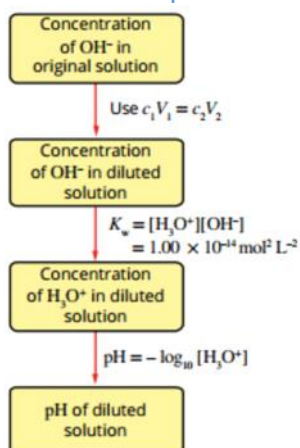 Concentration
of OH⁻ in
original solution
Use c₁V₁ = c₂V₂
Concentration
of OH⁻ in diluted
solution
K_w = [H₃O⁺][OH⁻]
= 1.00 × 10⁻¹⁴ mol² L⁻²
Concentration
of H₃O⁺ in diluted
solution
pH = − log₁₀ [H₃O⁺]
pH of diluted
solution